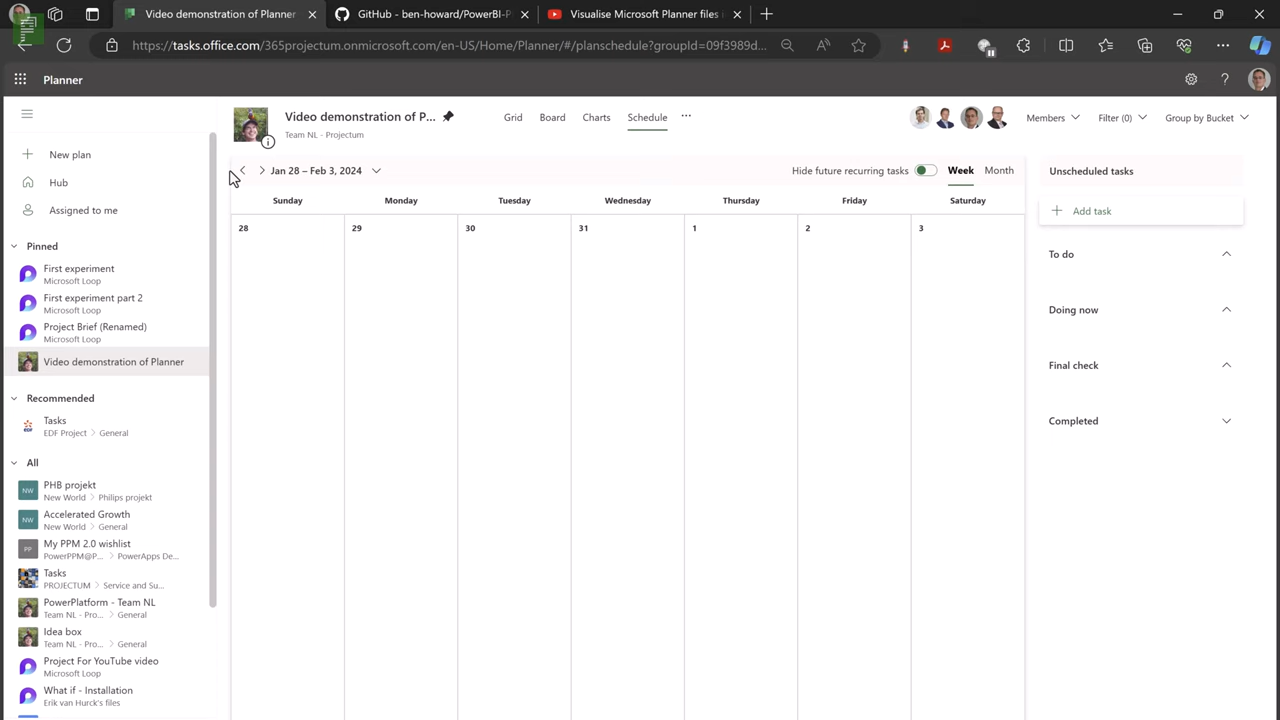 Video demonstration of Planner
GitHub - ben-howard/PowerBI-P
Visualise Microsoft Planner files
https://tasks.office.com/365projectum.onmicrosoft.com/en-US/Home/Planner/#/planschedule?groupId=09f3989d...
Planner
Video demonstration of P...
Team NL - Projectum
Grid
Board
Charts
Schedule
Members
Filter (0)
Group by Bucket
New plan
Hub
Assigned to me
Pinned
First experiment
Microsoft Loop
First experiment part 2
Microsoft Loop
Project Brief (Renamed)
Microsoft Loop
Video demonstration of Planner
Recommended
Tasks
EDF Project > General
All
NW
PHB projekt
New World > Philips projekt
NW
Accelerated Growth
New World > General
PP
My PPM 2.0 wishlist
PowerPPM@P... > PowerApps De...
Tasks
PROJECTUM > Service and Su...
PowerPlatform - Team NL
Team NL - Pro... > General
Idea box
Team NL - Pro... > General
Project For YouTube video
Microsoft Loop
What if - Installation
Erik van Hurck's files
Jan 28 – Feb 3, 2024
Hide future recurring tasks
Week
Month
Sunday
Monday
Tuesday
Wednesday
Thursday
Friday
Saturday
28
29
30
31
1
2
3
Unscheduled tasks
Add task
To do
Doing now
Final check
Completed